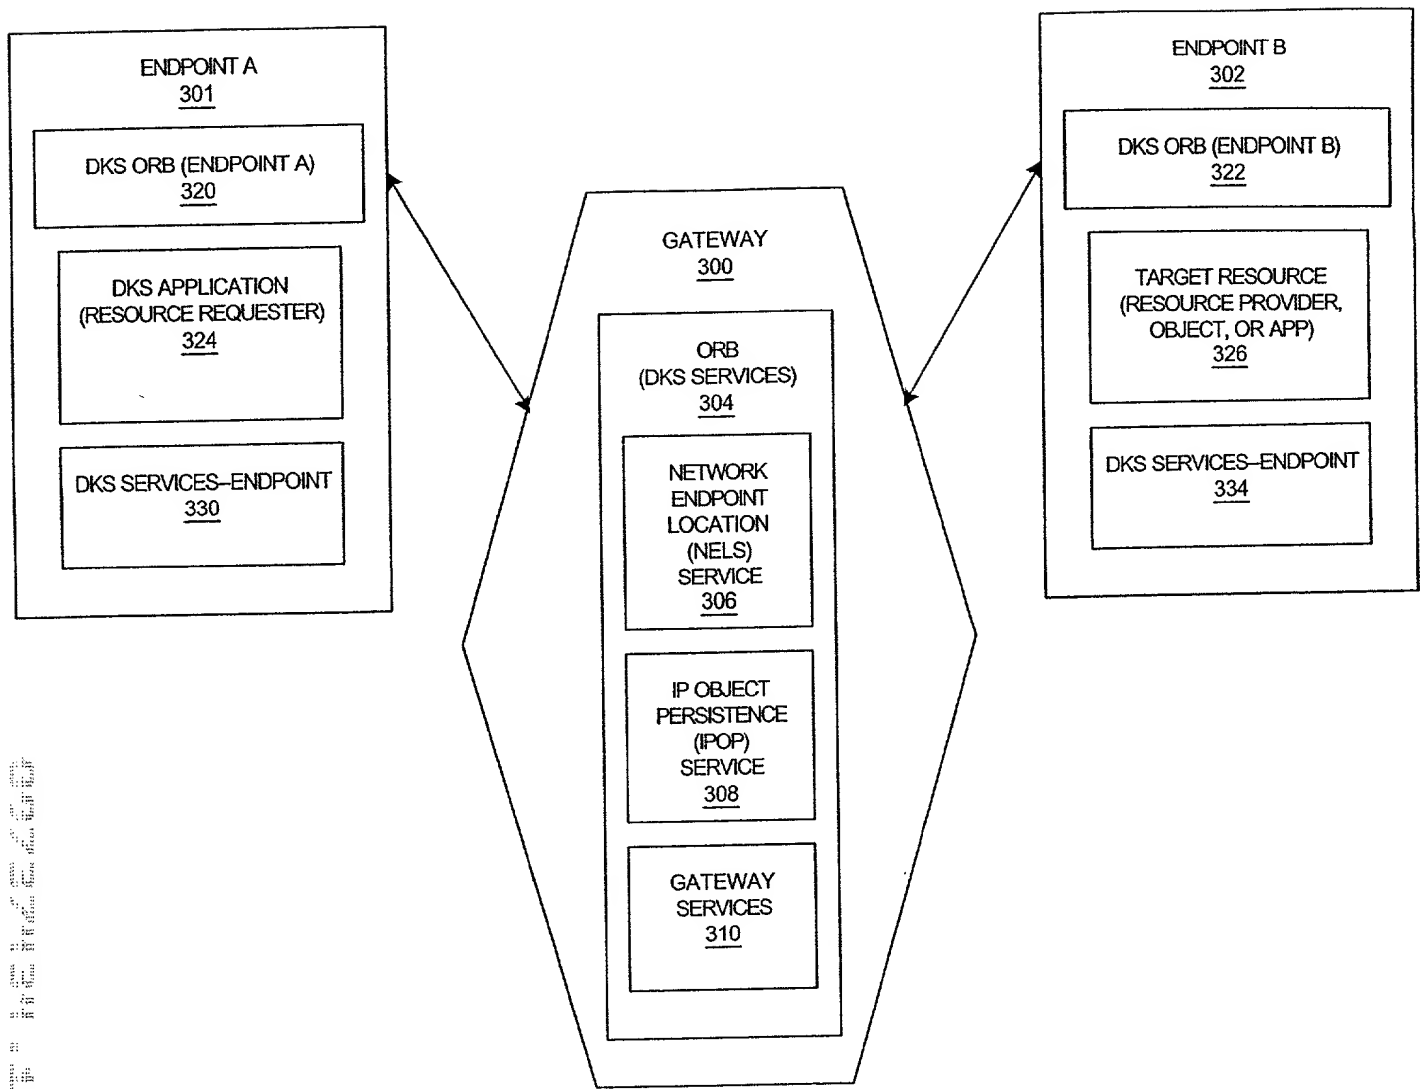 ENDPOINT A
301
DKS ORB (ENDPOINT A)
320
DKS APPLICATION
(RESOURCE REQUESTER)
324
DKS SERVICES–ENDPOINT
330
GATEWAY
300
ORB
(DKS SERVICES)
304
NETWORK
ENDPOINT
LOCATION
(NELS)
SERVICE
306
IP OBJECT
PERSISTENCE
(IPOP)
SERVICE
308
GATEWAY
SERVICES
310
ENDPOINT B
302
DKS ORB (ENDPOINT B)
322
TARGET RESOURCE
(RESOURCE PROVIDER,
OBJECT, OR APP)
326
DKS SERVICES–ENDPOINT
334